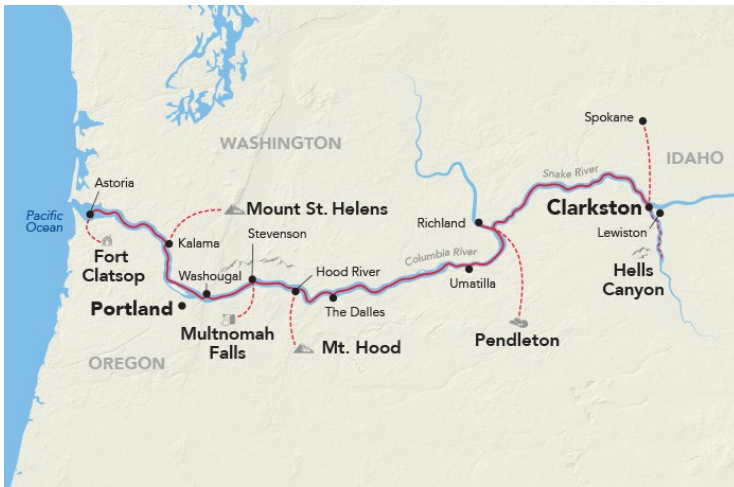 Spokane
WASHINGTON
IDAHO
Snake River
Astoria
Clarkston
Mount St. Helens
Pacific
Ocean
Richland
Lewiston
Stevenson
Kalama
Fort
Clatsop
Columbia River
Hells
Canyon
Washougal
Hood River
Umatilla
Portland
The Dalles
Multnomah
Falls
Mt. Hood
Pendleton
OREGON